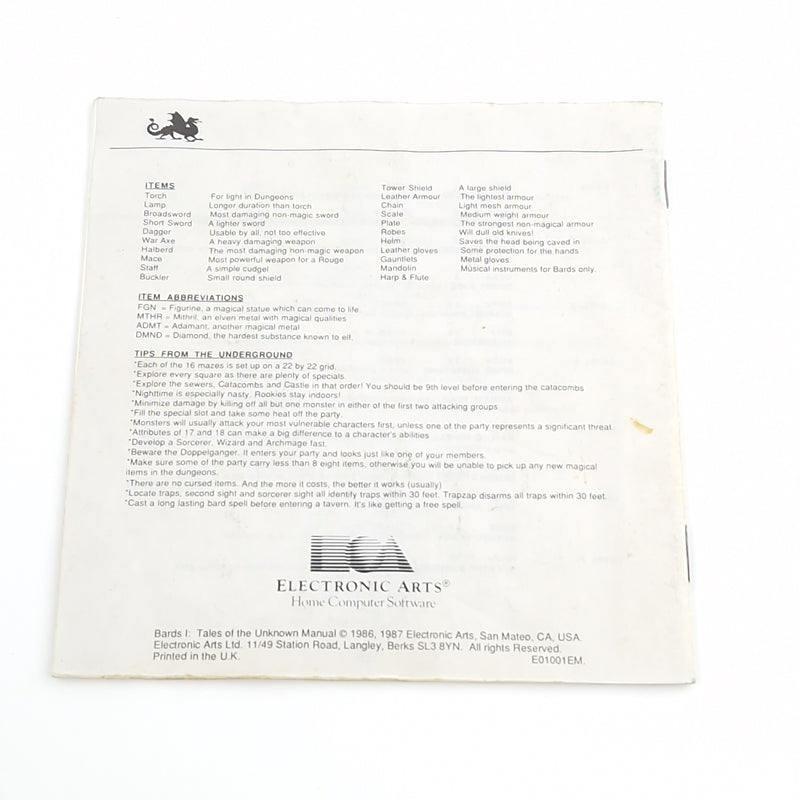 ITEMS
Torch For light in Dungeons
Lamp Longer duration than torch
Broadsword Most damaging non-magic sword
Short Sword A lighter sword
Dagger Usable by all, not too effective
War Axe A heavy damaging weapon
Halberd The most damaging non-magic weapon
Mace Most powerful weapon for a Rouge
Staff A simple cudgel
Buckler Small round shield
Tower Shield A large shield
Leather Armour The lightest armour
Chain Light mesh armour
Scale Medium weight armour
Plate The strongest non-magical armour
Robes Will dull old knives!
Helm Saves the head being caved in
Leather gloves Some protection for the hands
Gauntlets Metal gloves
Mandolin Musical instruments for Bards only.
Harp & Flute
ITEM ABBREVIATIONS
FGN = Figurine, a magical statue which can come to life.
MTHR = Mithril, an elven metal with magical qualities
ADMT = Adamant, another magical metal
DMND = Diamond, the hardest substance known to elf.
TIPS FROM THE UNDERGROUND
*Each of the 16 mazes is set up on a 22 by 22 grid.
*Explore every square as there are plenty of specials.
*Explore the sewers, Catacombs and Castle in that order! You should be 9th level before entering the catacombs
*Nighttime is especially nasty. Rookies stay indoors!
*Minimize damage by killing off all but one monster in either of the first two attacking groups
*Fill the special slot and take some heat off the party.
*Monsters will usually attack your most vulnerable characters first, unless one of the party represents a significant threat.
*Attributes of 17 and 18 can make a big difference to a character's abilities
*Develop a Sorcerer, Wizard and Archmage fast.
*Beware the Doppelganger. It enters your party and looks just like one of your members.
*Make sure some of the party carry less than 8 eight items, otherwise you will be unable to pick up any new magical
items in the dungeons.
*There are no cursed items. And the more it costs, the better it works (usually)
*Locate traps, second sight and sorcerer sight all identify traps within 30 feet. Trapzap disarms all traps within 30 feet.
*Cast a long lasting bard spell before entering a tavern. It's like getting a free spell.
ECA
ELECTRONIC ARTS®
Home Computer Software
Bards I: Tales of the Unknown Manual © 1986, 1987 Electronic Arts, San Mateo, CA, USA.
Electronic Arts Ltd. 11/49 Station Road, Langley, Berks SL3 8YN. All rights Reserved.
Printed in the U.K. E01001EM.